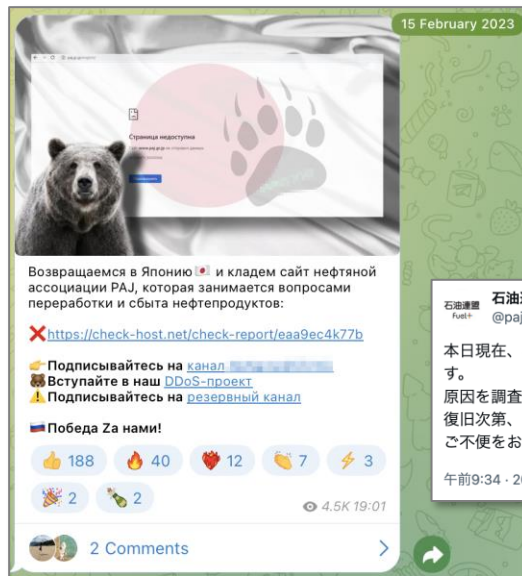 15 February 2023
Страница недоступна
Возвращаемся в Японию и кладем сайт нефтяной
ассоциации PAJ, которая занимается вопросами
переработки и сбыта нефтепродуктов:
https://check-host.net/check-report/eaa9ec4k77b
Подписывайтесь на канал
Вступайте в наш DDoS-проект
Подписывайтесь на резервный канал
Победа Zа нами!
188
40
12
7
3
2
2
4.5K 19:01
2 Comments
石油連盟
Fuel+
@paj
本日現在、
す。
原因を調査
復旧次第、
ご不便をお
午前9:34 · 20